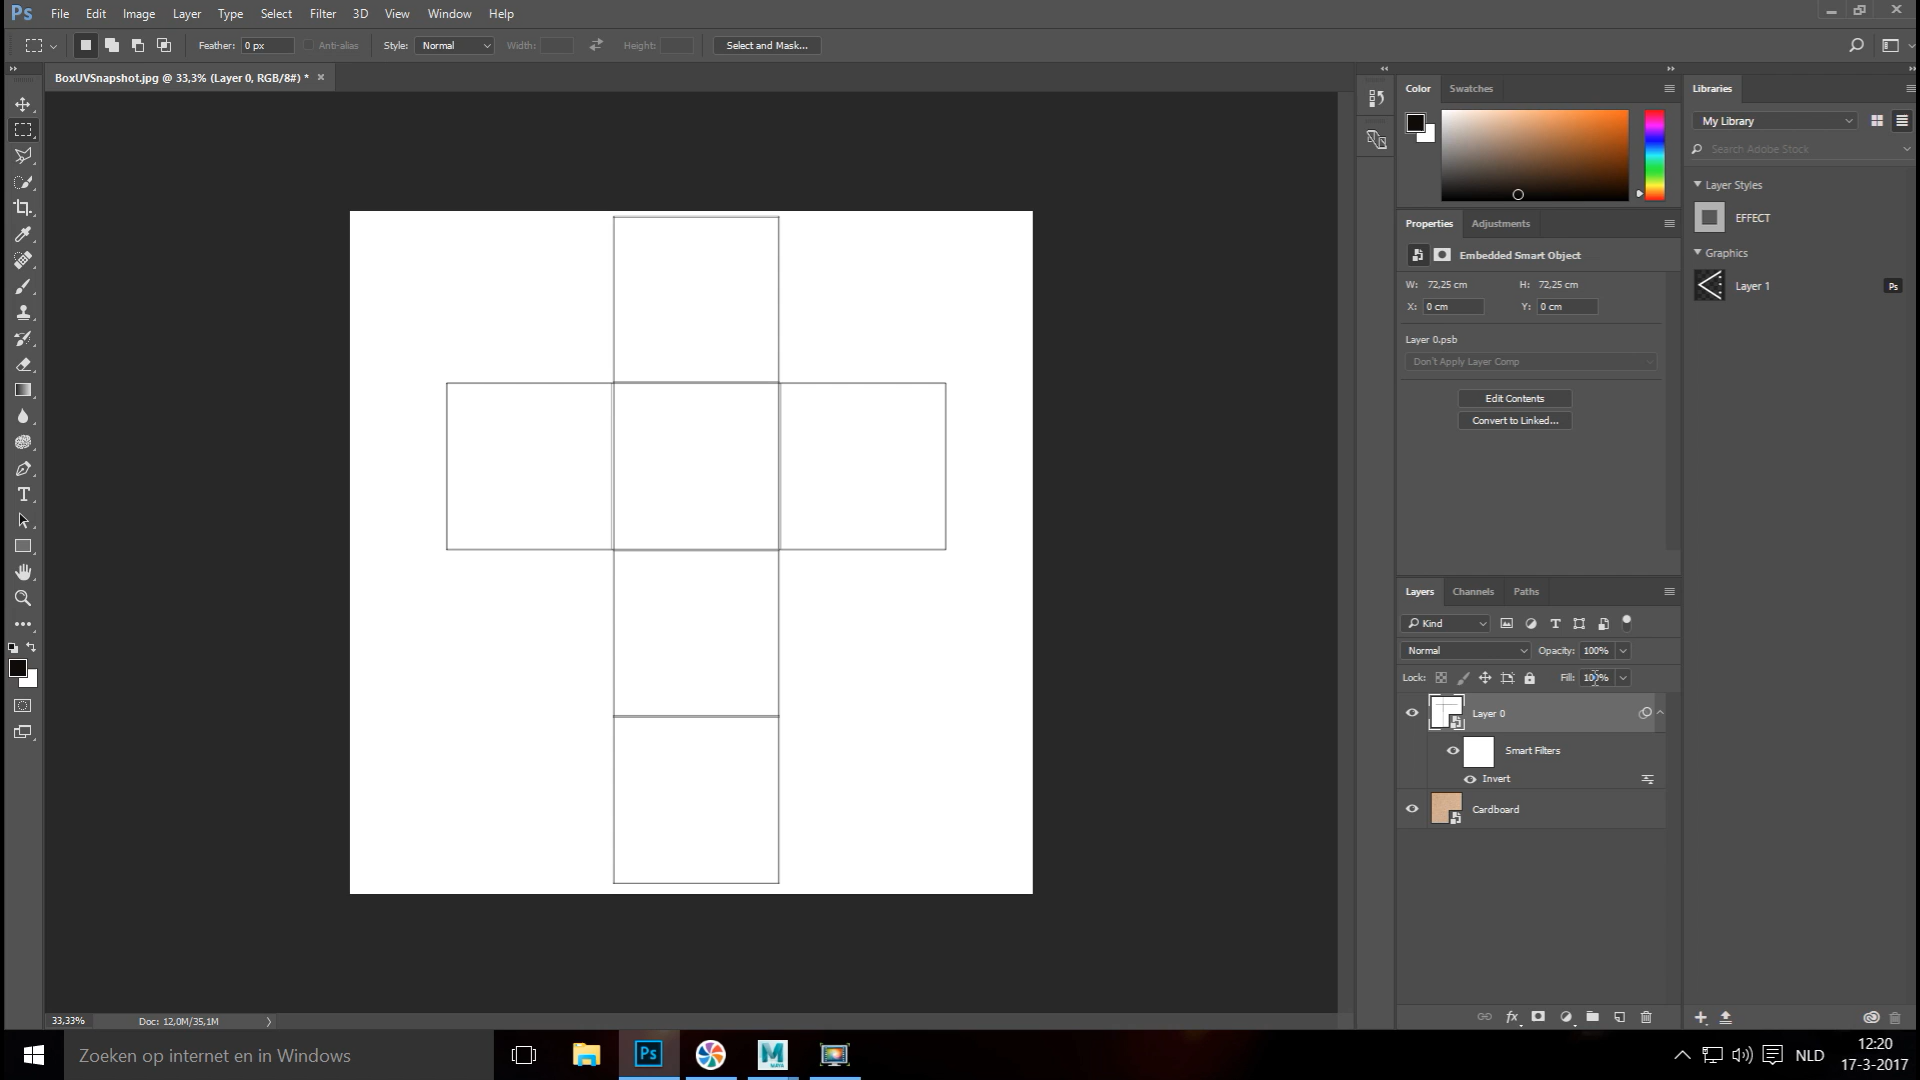 Ps File Edit Image Layer Type Select Filter 3D View Window Help
Feather: 0 px Anti-alias Style: Normal Width: Height: Select and Mask...
BoxUVSnapshot.jpg @ 33,3% (Layer 0, RGB/8#) * ×
Color Swatches
Libraries
My Library
Search Adobe Stock
Layer Styles
EFFECT
Graphics
Layer 1 Ps
Properties Adjustments
Embedded Smart Object
W: 72,25 cm H: 72,25 cm
X: 0 cm Y: 0 cm
Layer 0.psb
Don't Apply Layer Comp
Edit Contents
Convert to Linked...
Layers Channels Paths
Kind
Normal Opacity: 100%
Lock: Fill: 100%
Layer 0
Smart Filters
Invert
Cardboard
fx
33,33% Doc: 12,0M/35,1M
Zoeken op internet en in Windows
Ps
MAYA
NLD
12:20
17-3-2017